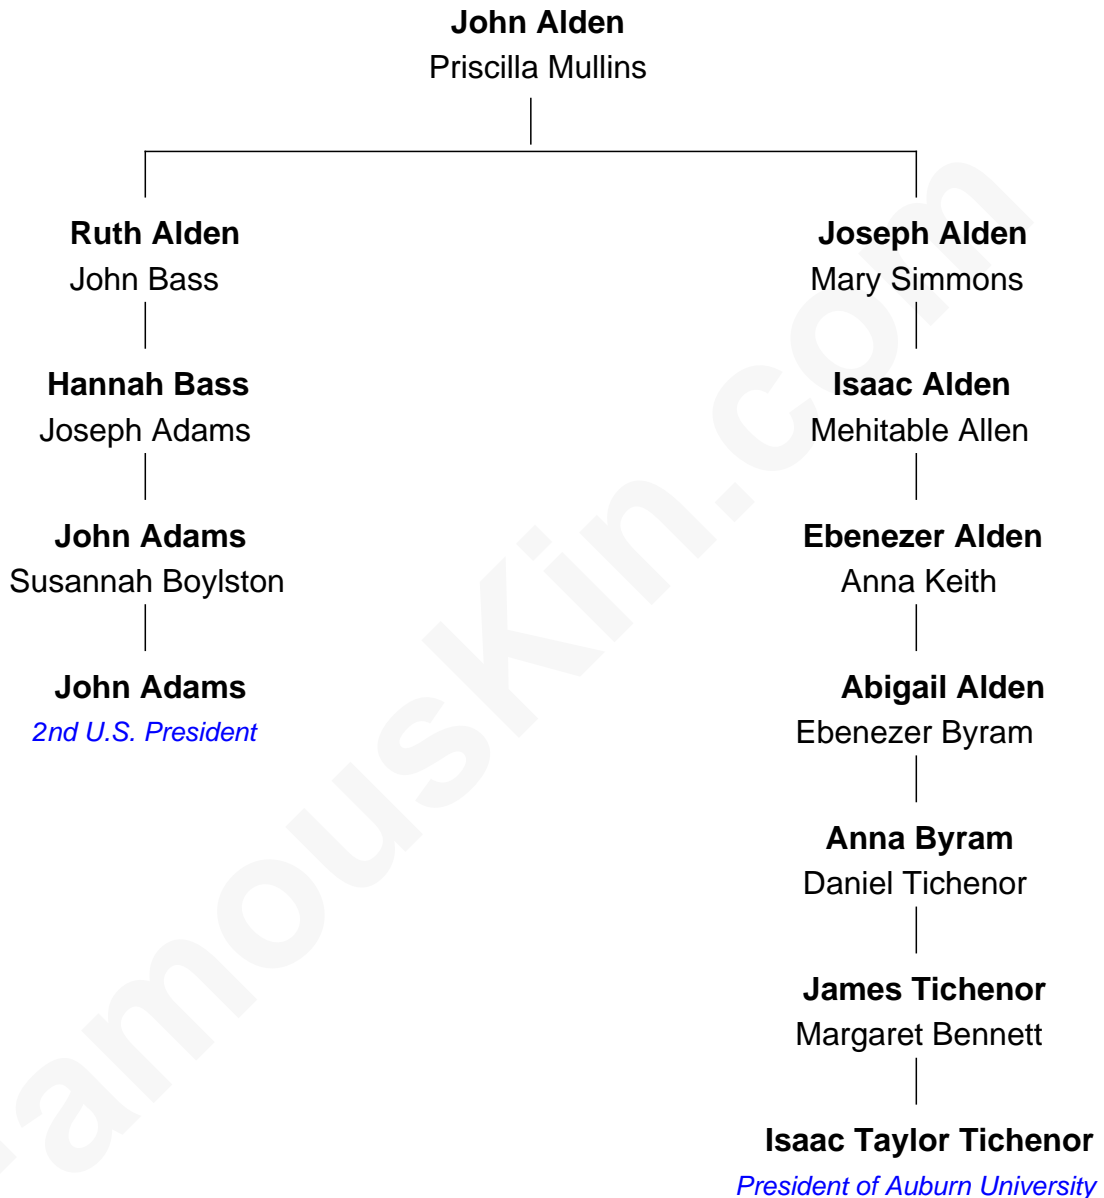 John Alden
Priscilla Mullins
Ruth Alden
John Bass
Joseph Alden
Mary Simmons
Hannah Bass
Joseph Adams
Isaac Alden
Mehitable Allen
John Adams
Susannah Boylston
Ebenezer Alden
Anna Keith
John Adams
2nd U.S. President
Abigail Alden
Ebenezer Byram
Anna Byram
Daniel Tichenor
James Tichenor
Margaret Bennett
Isaac Taylor Tichenor
President of Auburn University
amouskin.com